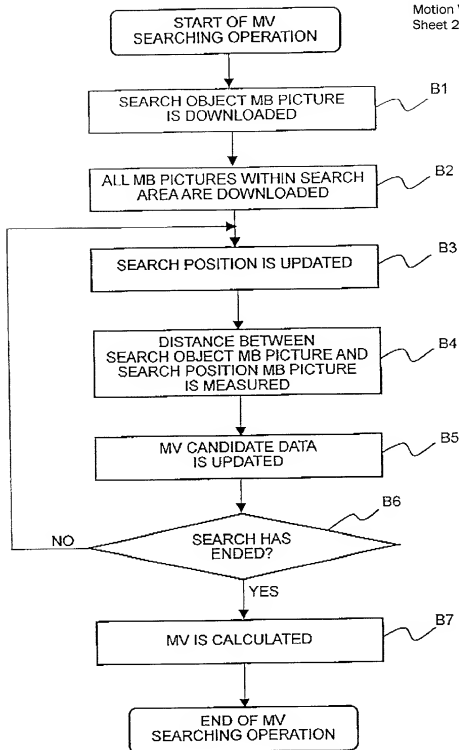 Motion
Sheet 2
START OF MV
SEARCHING OPERATION
B1
SEARCH OBJECT MB PICTURE
IS DOWNLOADED
B2
ALL MB PICTURES WITHIN SEARCH
AREA ARE DOWNLOADED
B3
SEARCH POSITION IS UPDATED
B4
DISTANCE BETWEEN
SEARCH OBJECT MB PICTURE AND
SEARCH POSITION MB PICTURE
IS MEASURED
B5
MV CANDIDATE DATA
IS UPDATED
B6
SEARCH HAS
ENDED?
NO
YES
B7
MV IS CALCULATED
END OF MV
SEARCHING OPERATION